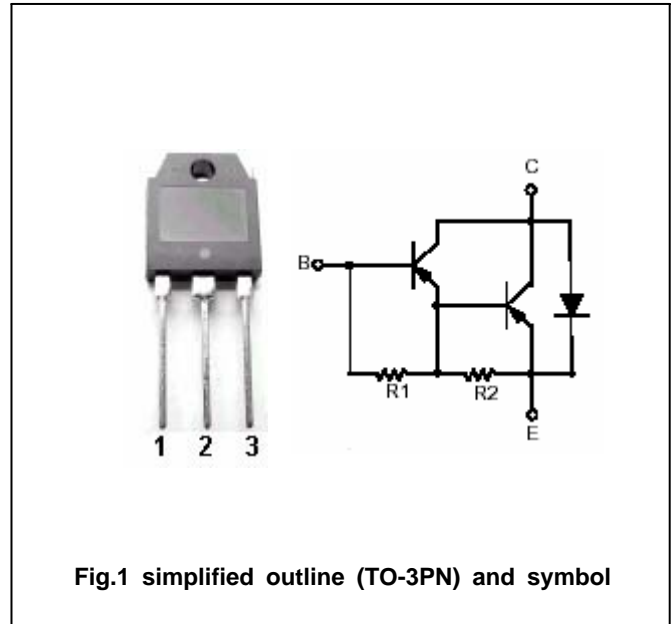 C
B
R1
R2
E
1 2 3
Fig.1 simplified outline (TO-3PN) and symbol